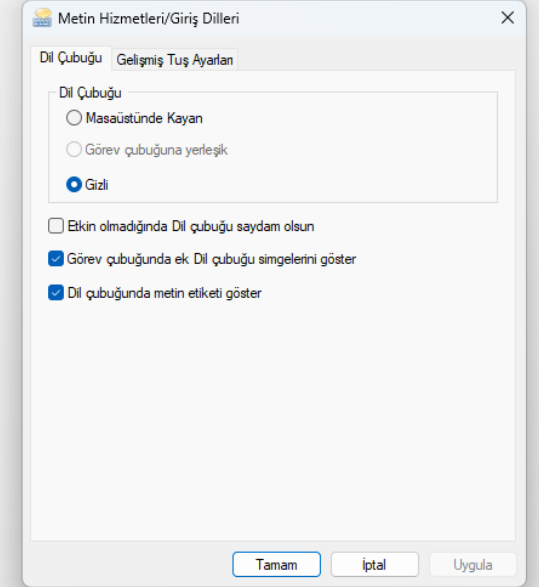 Metin Hizmetleri/Giriş Dilleri
Dil Çubuğu
Gelişmiş Tuş Ayarları
Dil Çubuğu
Masaüstünde Kayan
Görev çubuğuna yerleşik
Gizli
Etkin olmadığında Dil çubuğu saydam olsun
Görev çubuğunda ek Dil çubuğu simgelerini göster
Dil çubuğunda metin etiketi göster
Tamam
İptal
Uygula